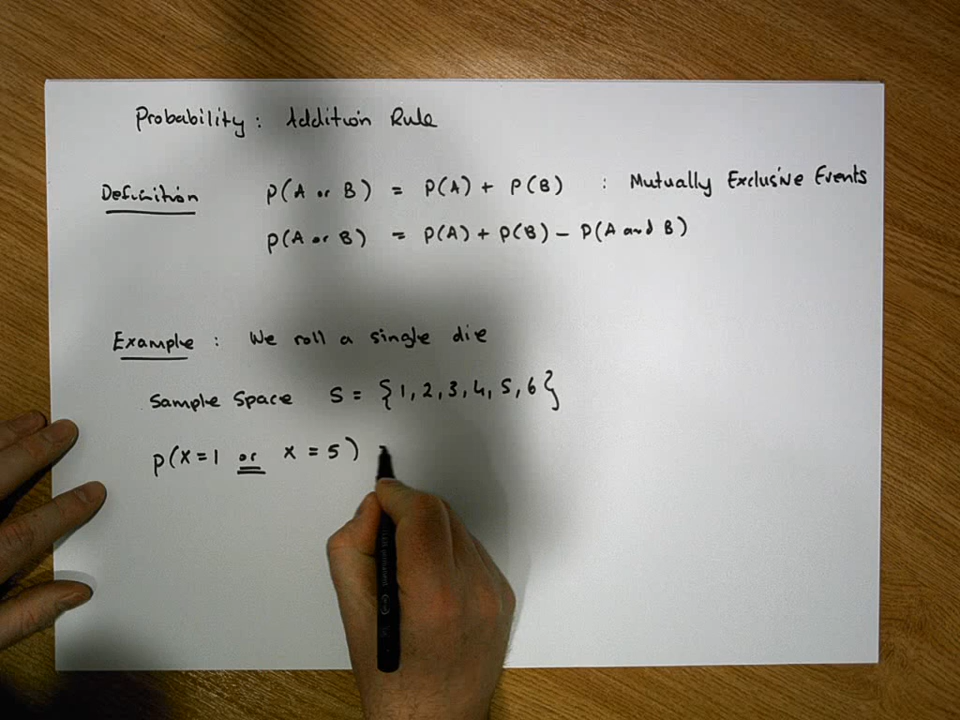 Probability: Addition Rule
Definition P(A or B) = P(A) + P(B) : Mutually Exclusive Events
P(A or B) = P(A) + P(B) - P(A and B)
Example : We roll a single die
Sample Space S = {1, 2, 3, 4, 5, 6}
P(X=1 or X=5)